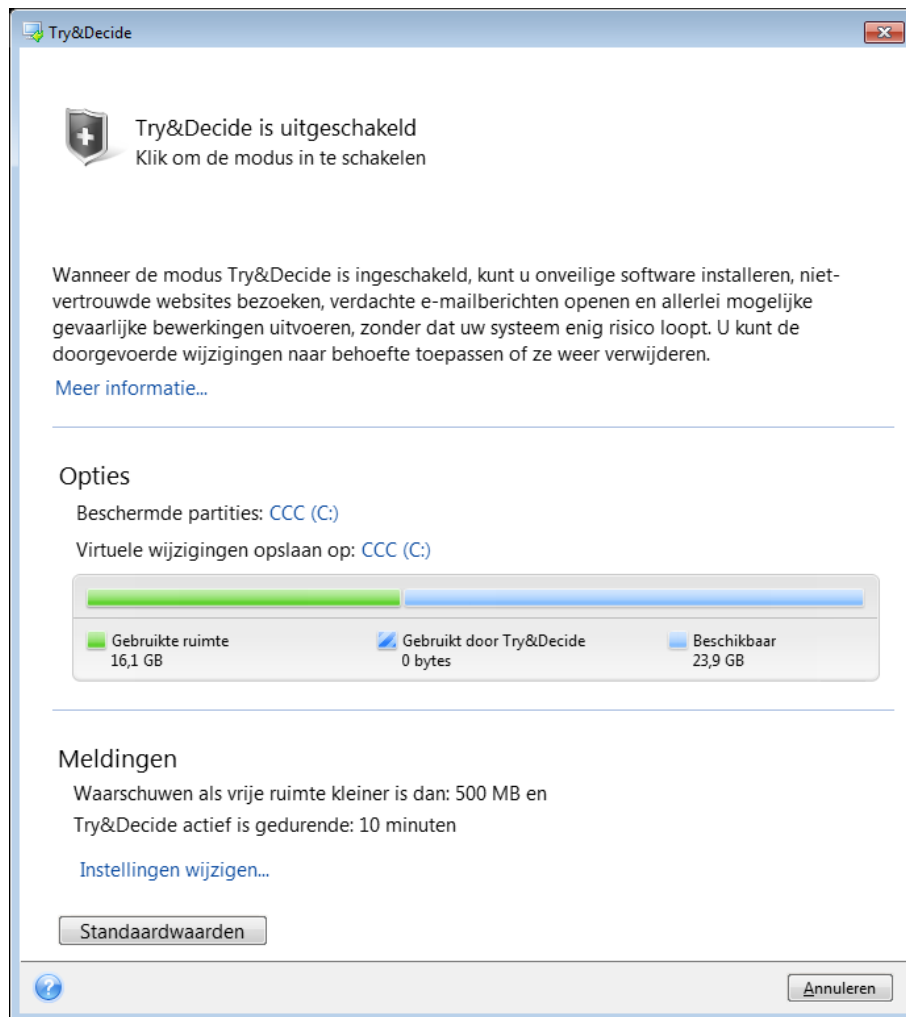 Try&Decide
Try&Decide is uitgeschakeld
Klik om de modus in te schakelen
Wanneer de modus Try&Decide is ingeschakeld, kunt u onveilige software installeren, niet-
vertrouwde websites bezoeken, verdachte e-mailberichten openen en allerlei mogelijke
gevaarlijke bewerkingen uitvoeren, zonder dat uw systeem enig risico loopt. U kunt de
doorgevoerde wijzigingen naar behoefte toepassen of ze weer verwijderen.
Meer informatie...
Opties
Beschermde partities: CCC (C:)
Virtuele wijzigingen opslaan op: CCC (C:)
Gebruikte ruimte
16,1 GB
Gebruikt door Try&Decide
0 bytes
Beschikbaar
23,9 GB
Meldingen
Waarschuwen als vrije ruimte kleiner is dan: 500 MB en
Try&Decide actief is gedurende: 10 minuten
Instellingen wijzigen...
Standaardwaarden
Annuleren